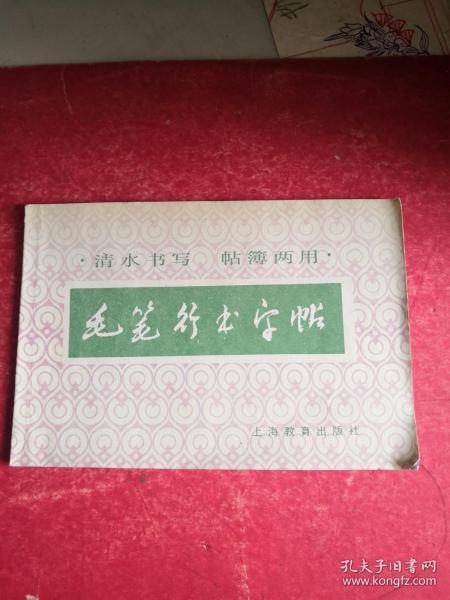 ·清水书写 帖簿两用·
毛笔行书字帖
上海教育出版社
孔夫子旧书网
www.kongfz.com